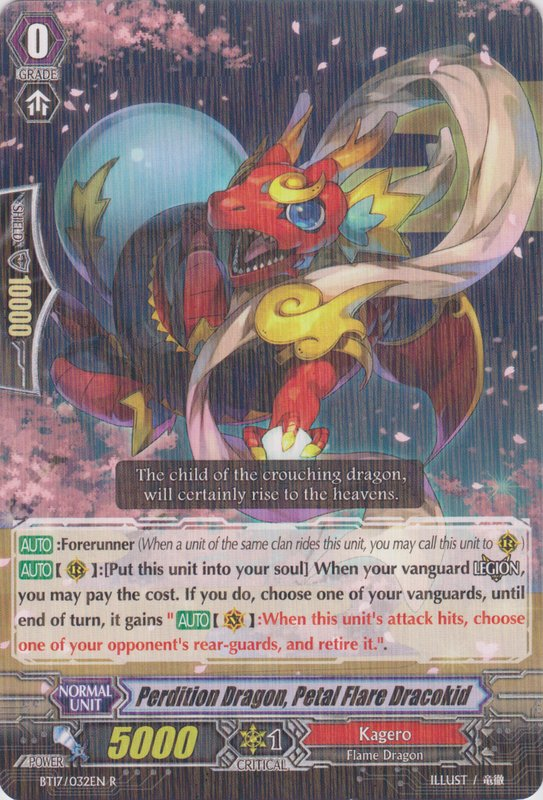 0
GRADE
SHIELD
10000
The child of the crouching dragon,
will certainly rise to the heavens.
AUTO :Forerunner (When a unit of the same clan rides this unit, you may call this unit to R)
AUTO【 R 】:[Put this unit into your soul] When your vanguard LEGION,
you may pay the cost. If you do, choose one of your vanguards, until
end of turn, it gains "AUTO【 V 】:When this unit's attack hits, choose
one of your opponent's rear-guards, and retire it.".
NORMAL
UNIT
Perdition Dragon, Petal Flare Dracokid
POWER
5000
1
CRITICAL
Kagero
Flame Dragon
BT17/032EN R
ILLUST / 竜徹